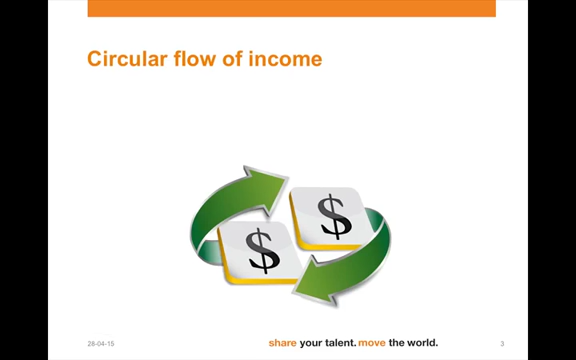 Circular flow of income
$
$
28-04-15 share your talent. move the world. 3